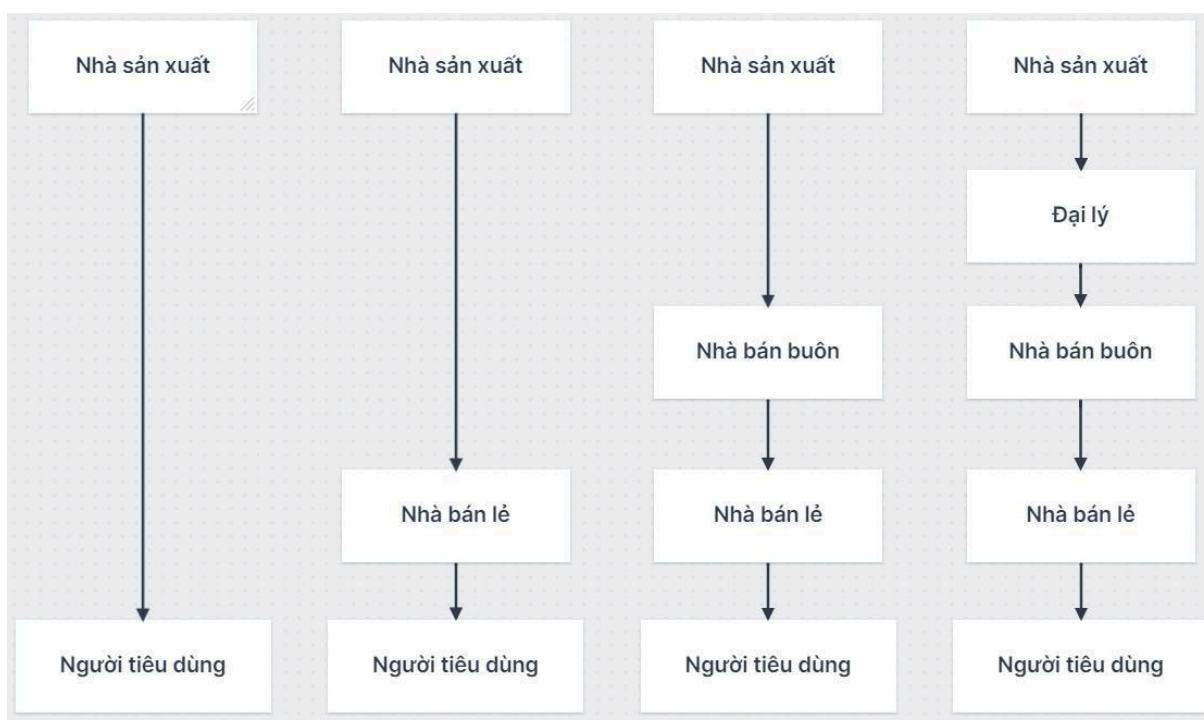 Nhà sản xuất
Nhà sản xuất
Nhà sản xuất
Nhà sản xuất
Đại lý
Nhà bán buôn
Nhà bán buôn
Nhà bán lẻ
Nhà bán lẻ
Nhà bán lẻ
Người tiêu dùng
Người tiêu dùng
Người tiêu dùng
Người tiêu dùng